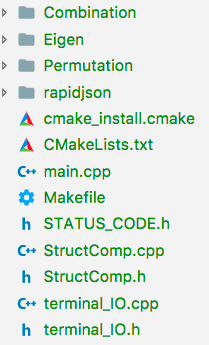 Combination
Eigen
Permutation
rapidjson
cmake_install.cmake
CMakeLists.txt
C++ main.cpp
Makefile
h STATUS_CODE.h
C++ StructComp.cpp
h StructComp.h
C++ terminal_IO.cpp
h terminal_IO.h